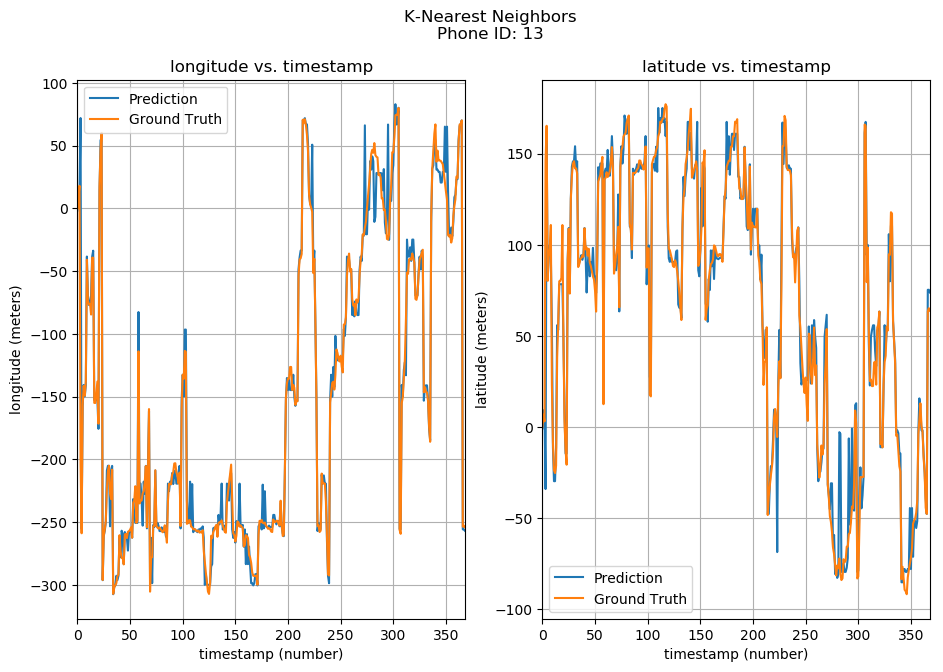 K-Nearest Neighbors
Phone ID: 13
longitude vs. timestamp
longitude (meters)
100
50
0
−50
−100
−150
−200
−250
−300
Prediction
Ground Truth
0 50 100 150 200 250 300 350
timestamp (number)
latitude vs. timestamp
latitude (meters)
150
100
50
0
−50
−100
Prediction
Ground Truth
0 50 100 150 200 250 300 350
timestamp (number)